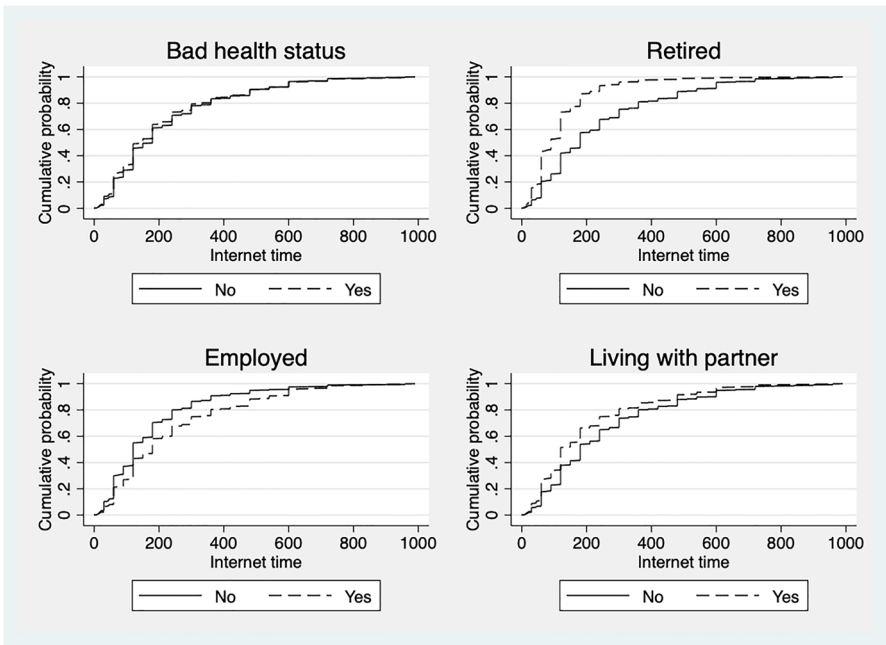 Bad health status
Cumulative probability
0 .2 .4 .6 .8 1
0 200 400 600 800 1000
Internet time
No Yes
Retired
Cumulative probability
0 .2 .4 .6 .8 1
0 200 400 600 800 1000
Internet time
No Yes
Employed
Cumulative probability
0 .2 .4 .6 .8 1
0 200 400 600 800 1000
Internet time
No Yes
Living with partner
Cumulative probability
0 .2 .4 .6 .8 1
0 200 400 600 800 1000
Internet time
No Yes